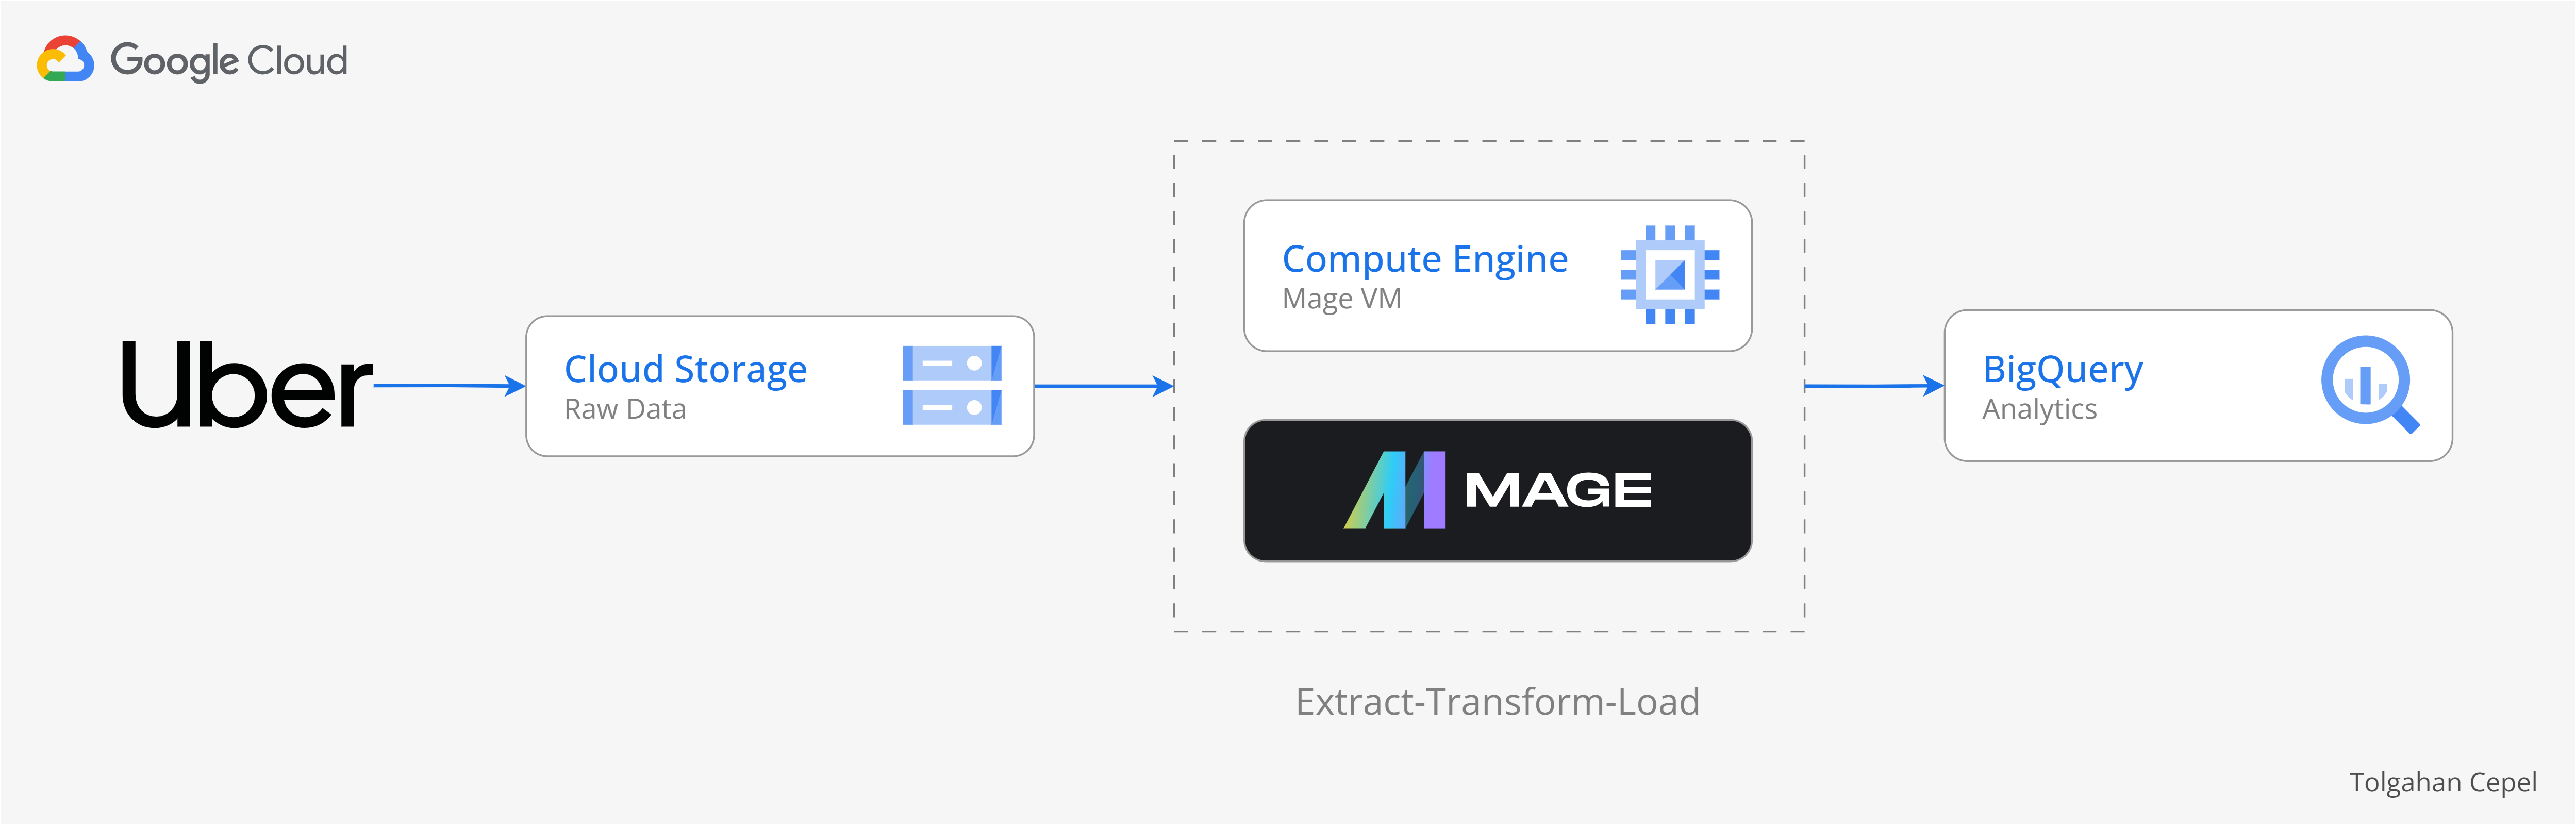 Google Cloud
Uber
Cloud Storage
Raw Data
Compute Engine
Mage VM
MAGE
Extract-Transform-Load
BigQuery
Analytics
Tolgahan Cepel